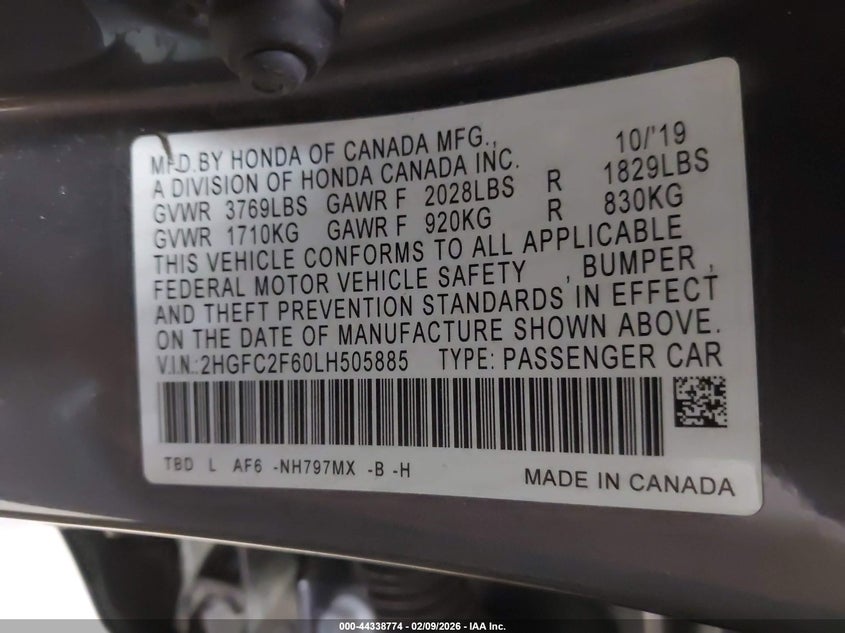 MFD.BY HONDA OF CANADA MFG., 10/'19
A DIVISION OF HONDA CANADA INC.
GVWR 3769LBS GAWR F 2028LBS R 1829LBS
GVWR 1710KG GAWR F 920KG R 830KG
THIS VEHICLE CONFORMS TO ALL APPLICABLE
FEDERAL MOTOR VEHICLE SAFETY , BUMPER ,
AND THEFT PREVENTION STANDARDS IN EFFECT
ON THE DATE OF MANUFACTURE SHOWN ABOVE.
V.I.N.:2HGFC2F60LH505885 TYPE: PASSENGER CAR
TBD L AF6 -NH797MX -B -H
MADE IN CANADA
000-44338774 - 02/09/2026 - IAA Inc.